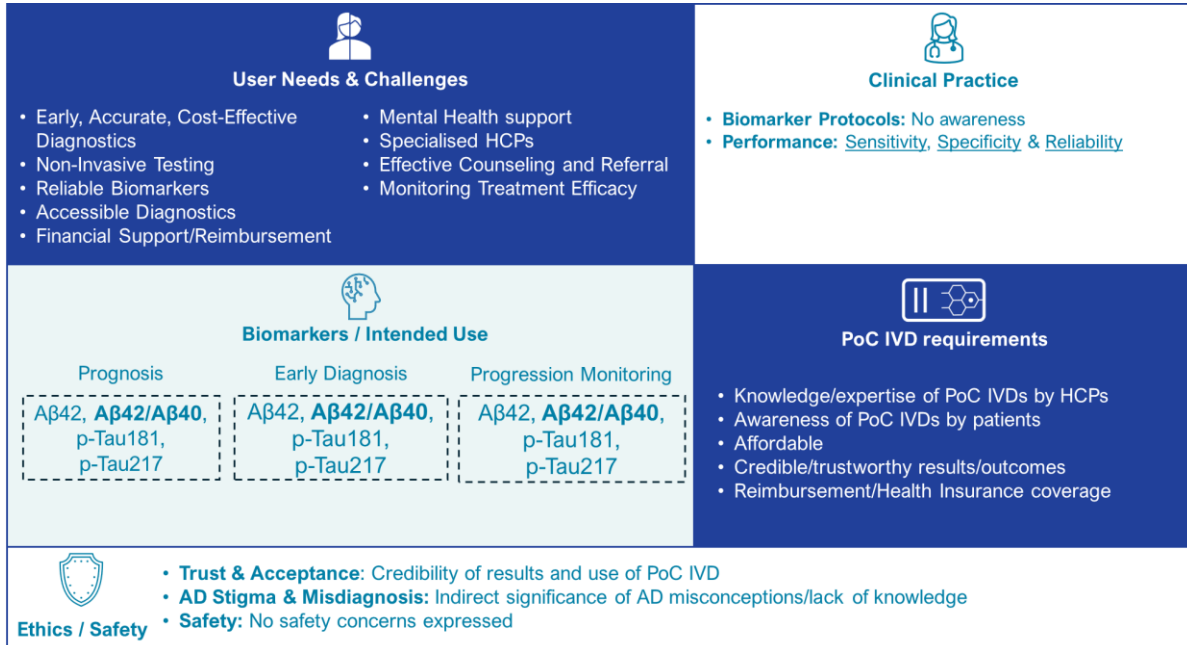 User Needs & Challenges
• Early, Accurate, Cost-Effective
Diagnostics
• Non-Invasive Testing
• Reliable Biomarkers
• Accessible Diagnostics
• Financial Support/Reimbursement
• Mental Health support
• Specialised HCPs
• Effective Counseling and Referral
• Monitoring Treatment Efficacy
Clinical Practice
• Biomarker Protocols: No awareness
• Performance: Sensitivity, Specificity & Reliability
Biomarkers / Intended Use
Prognosis
Aβ42, Aβ42/Aβ40,
p-Tau181,
p-Tau217
Early Diagnosis
Aβ42, Aβ42/Aβ40,
p-Tau181,
p-Tau217
Progression Monitoring
Aβ42, Aβ42/Aβ40,
p-Tau181,
p-Tau217
PoC IVD requirements
• Knowledge/expertise of PoC IVDs by HCPs
• Awareness of PoC IVDs by patients
• Affordable
• Credible/trustworthy results/outcomes
• Reimbursement/Health Insurance coverage
Ethics / Safety
• Trust & Acceptance: Credibility of results and use of PoC IVD
• AD Stigma & Misdiagnosis: Indirect significance of AD misconceptions/lack of knowledge
• Safety: No safety concerns expressed